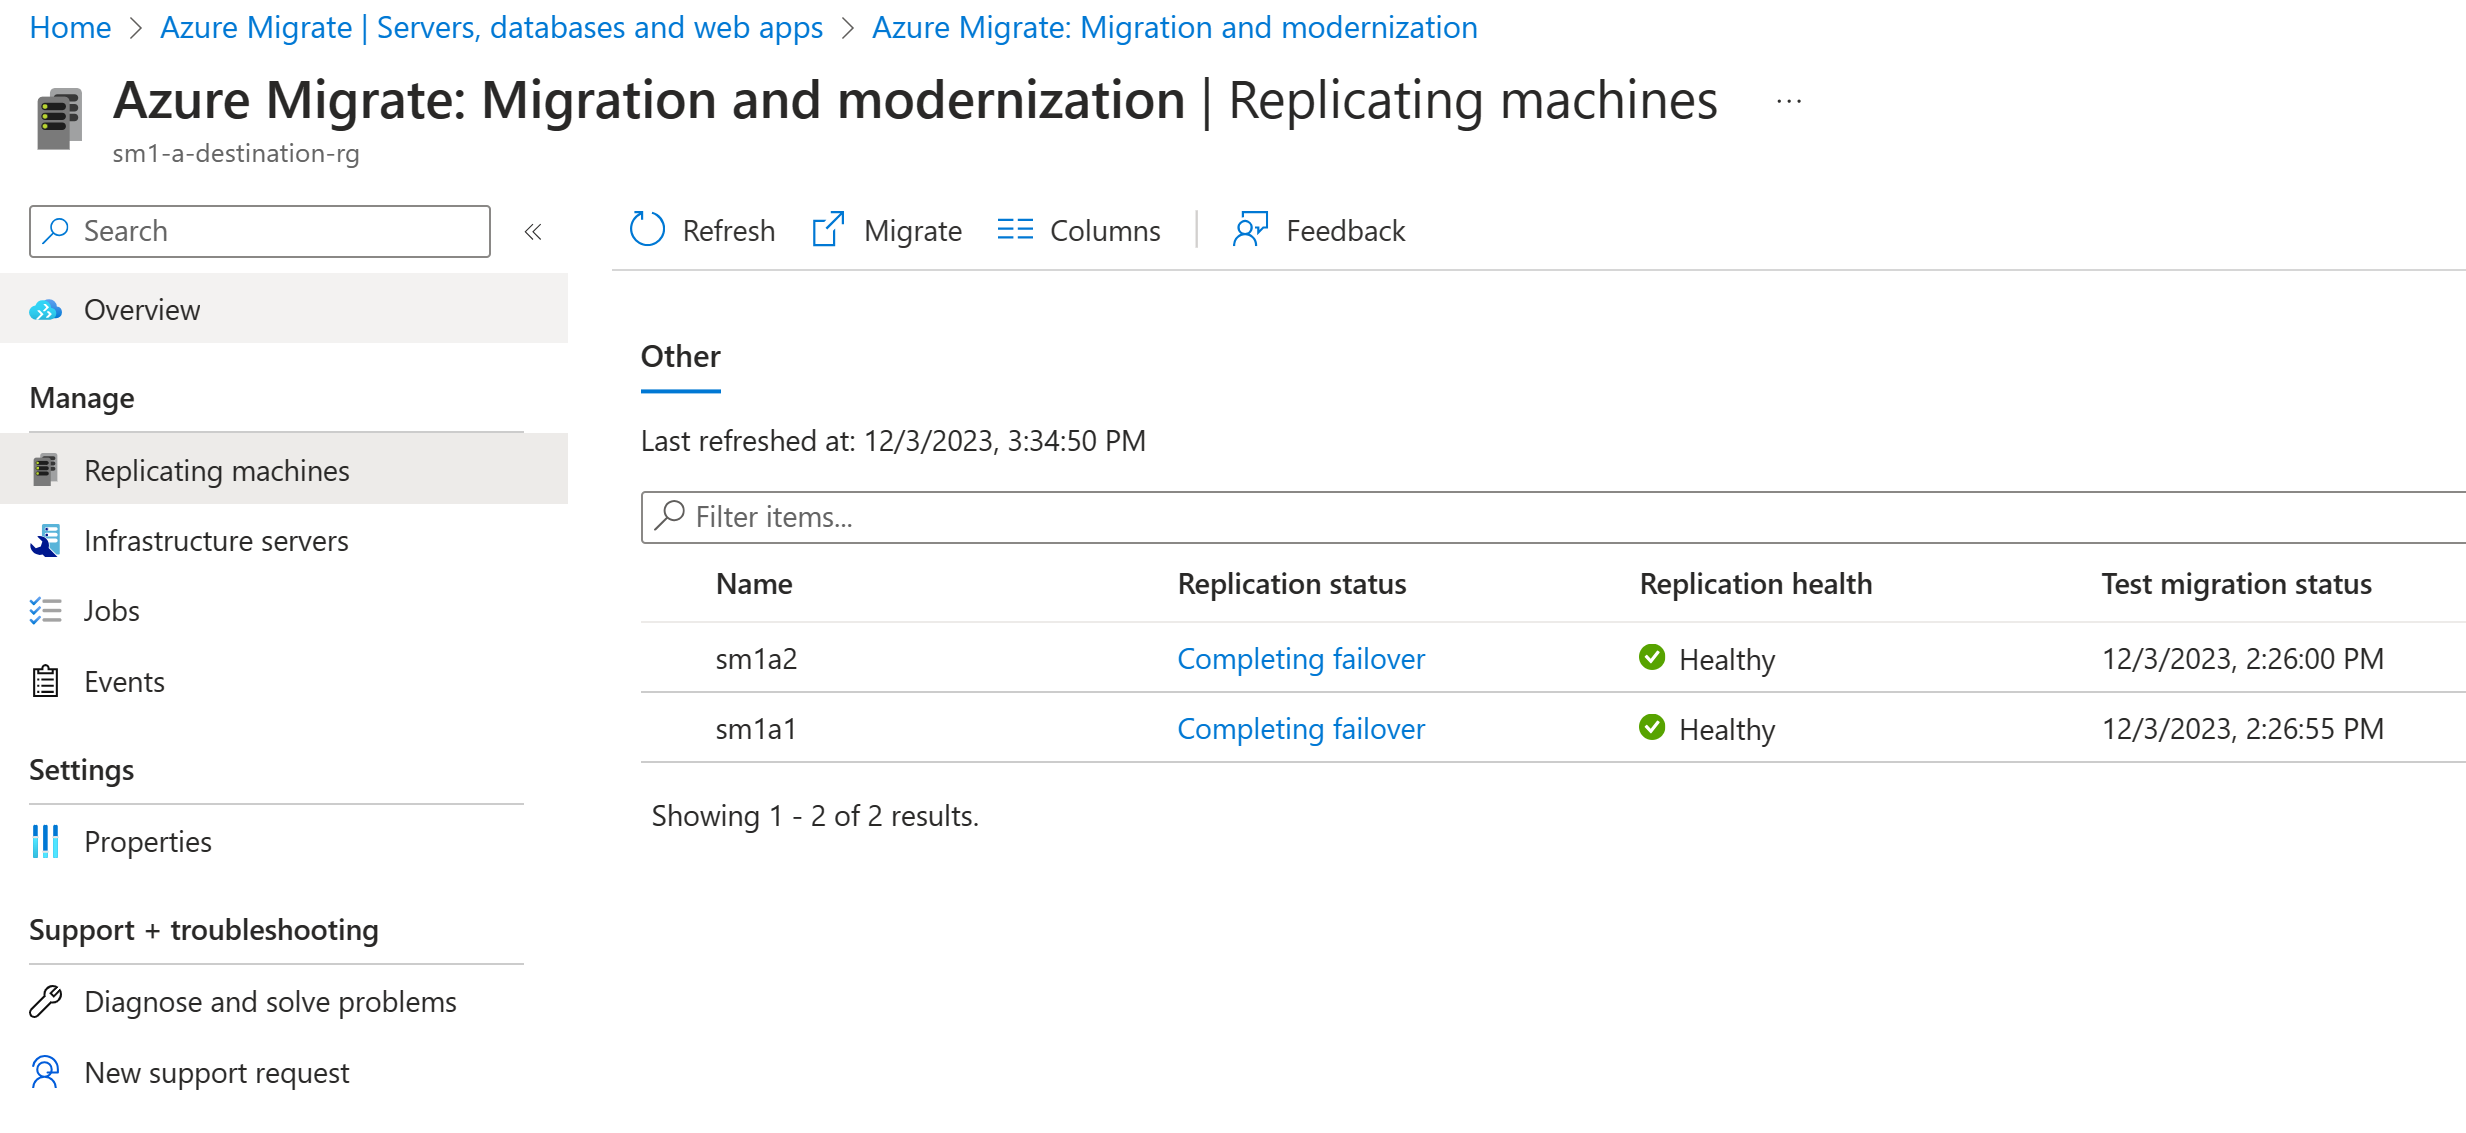 Home > Azure Migrate | Servers, databases and web apps > Azure Migrate: Migration and modernization
Azure Migrate: Migration and modernization | Replicating machines ...
sm1-a-destination-rg
Search «
Refresh Migrate Columns | Feedback
Overview
Manage
Replicating machines
Infrastructure servers
Jobs
Events
Settings
Properties
Support + troubleshooting
Diagnose and solve problems
New support request
Other
Last refreshed at: 12/3/2023, 3:34:50 PM
Filter items...
Name Replication status Replication health Test migration status
sm1a2 Completing failover Healthy 12/3/2023, 2:26:00 PM
sm1a1 Completing failover Healthy 12/3/2023, 2:26:55 PM
Showing 1 - 2 of 2 results.